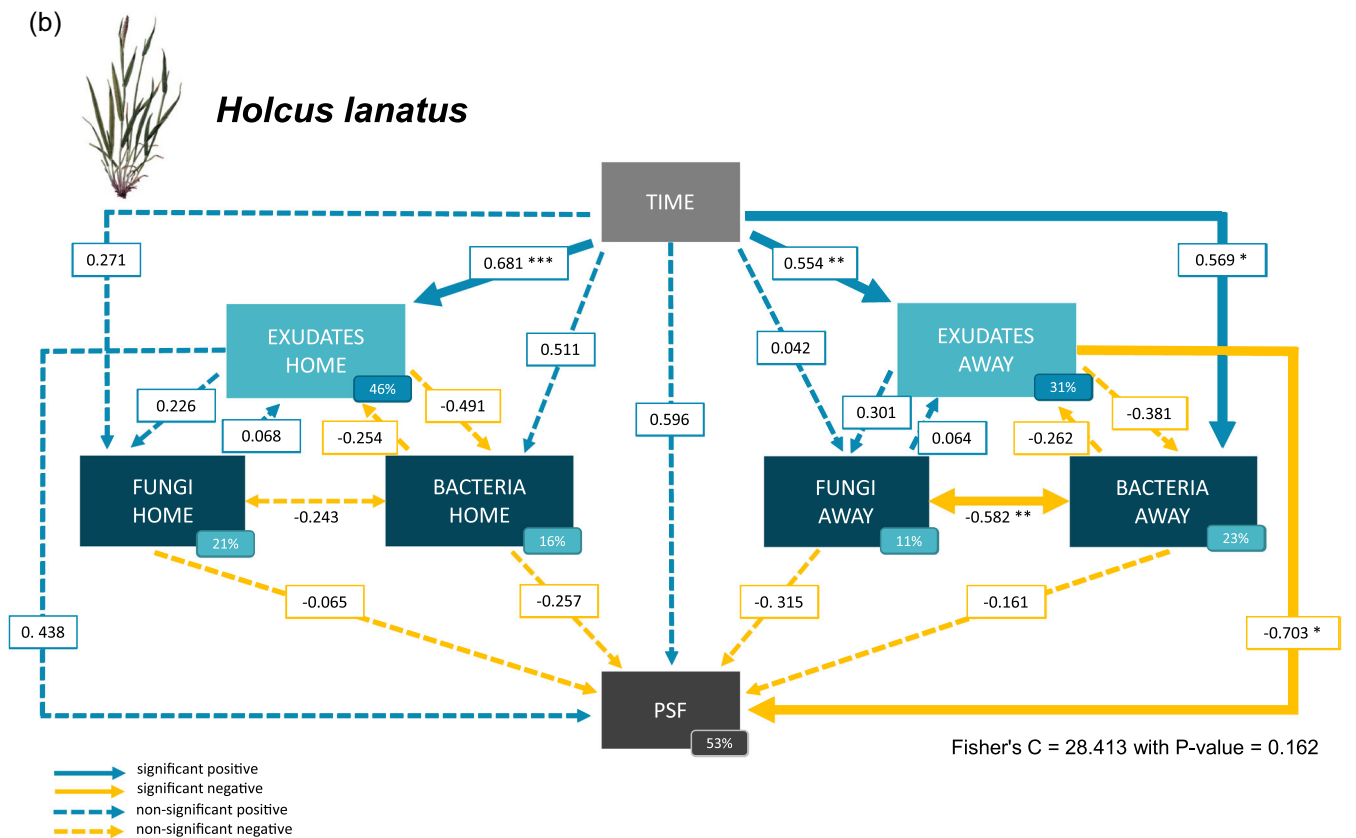 (b)
Holcus lanatus
TIME
0.271
0.681 ***
0.554 **
0.569 *
EXUDATES
HOME
46%
0.511
0.042
EXUDATES
AWAY
31%
0.226
0.068
-0.254
-0.491
0.596
0.301
0.064
-0.262
-0.381
FUNGI
HOME
21%
-0.243
BACTERIA
HOME
16%
FUNGI
AWAY
11%
-0.582 **
BACTERIA
AWAY
23%
0. 438
-0.065
-0.257
-0. 315
-0.161
-0.703 *
PSF
53%
Fisher's C = 28.413 with P-value = 0.162
significant positive
significant negative
non-significant positive
non-significant negative